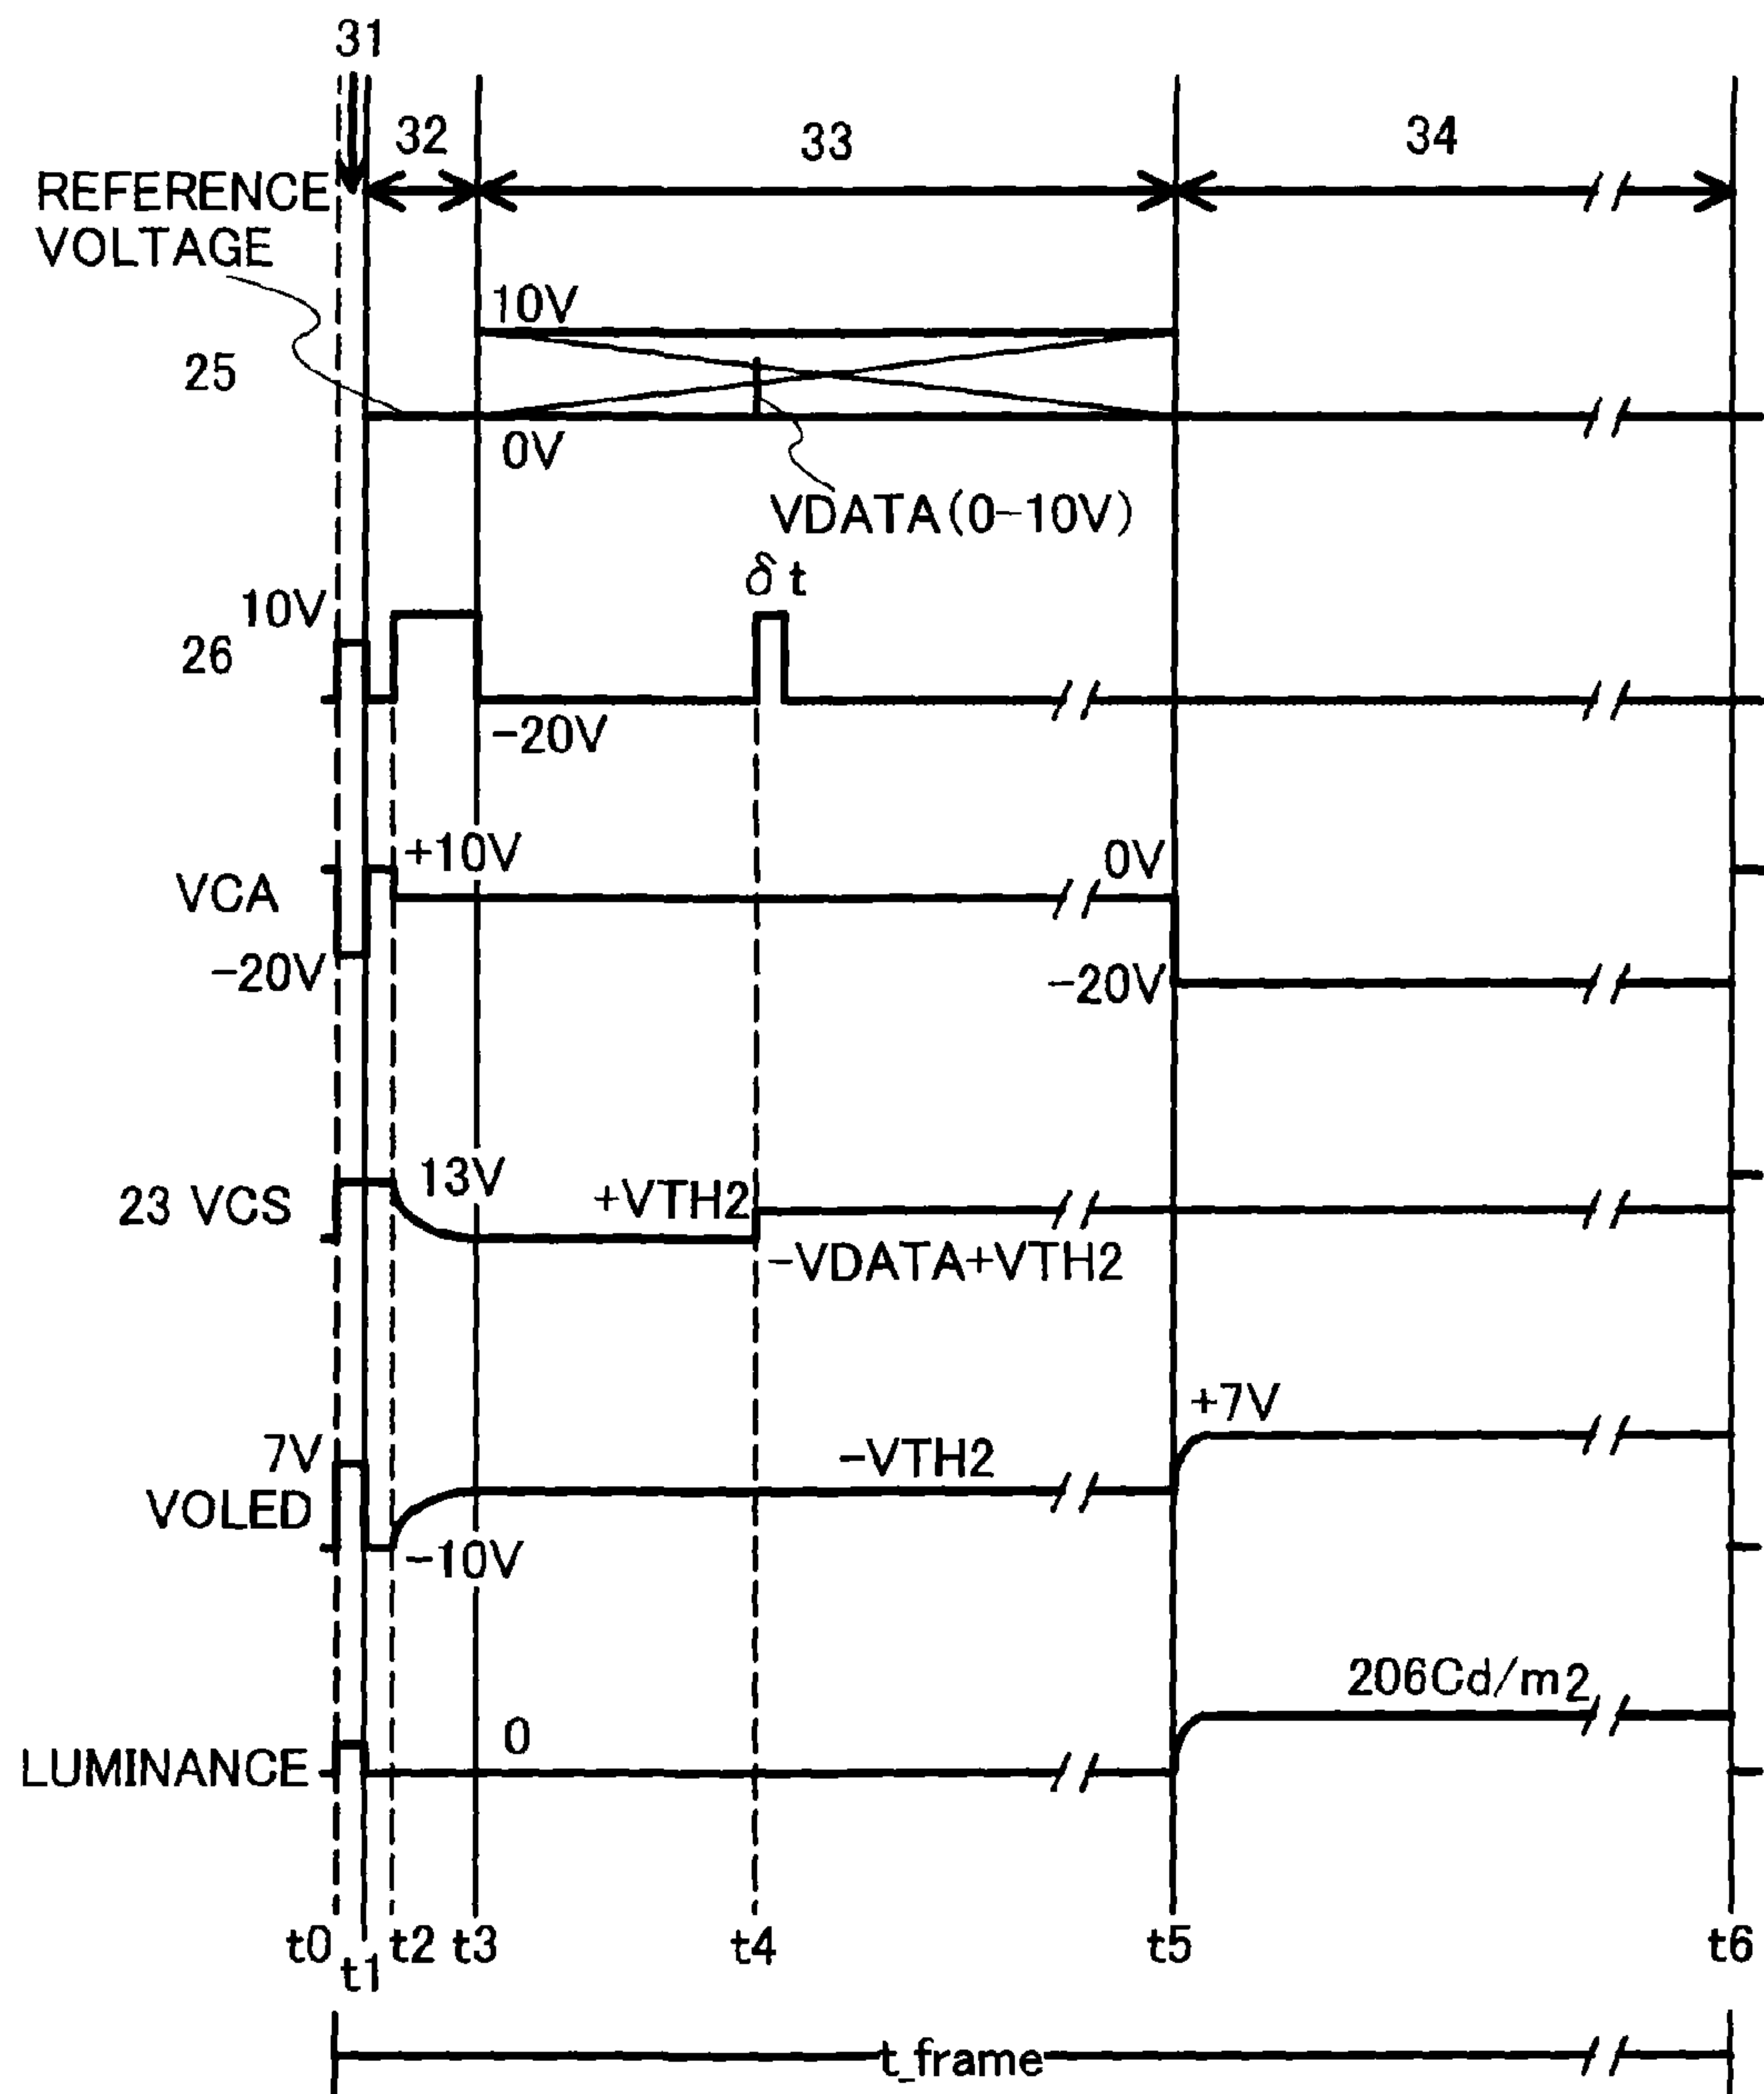 31
32
33
34
REFERENCE
VOLTAGE
10V
25
0V
VDATA(0-10V)
δt
10V
26
-20V
+10V
0V
VCA
-20V
-20V
13V
+VTH2
23 VCS
-VDATA+VTH2
+7V
7V
-VTH2
VOLED
-10V
206Cd/m2
0
LUMINANCE
t0
t1
t2
t3
t4
t5
t6
t_frame